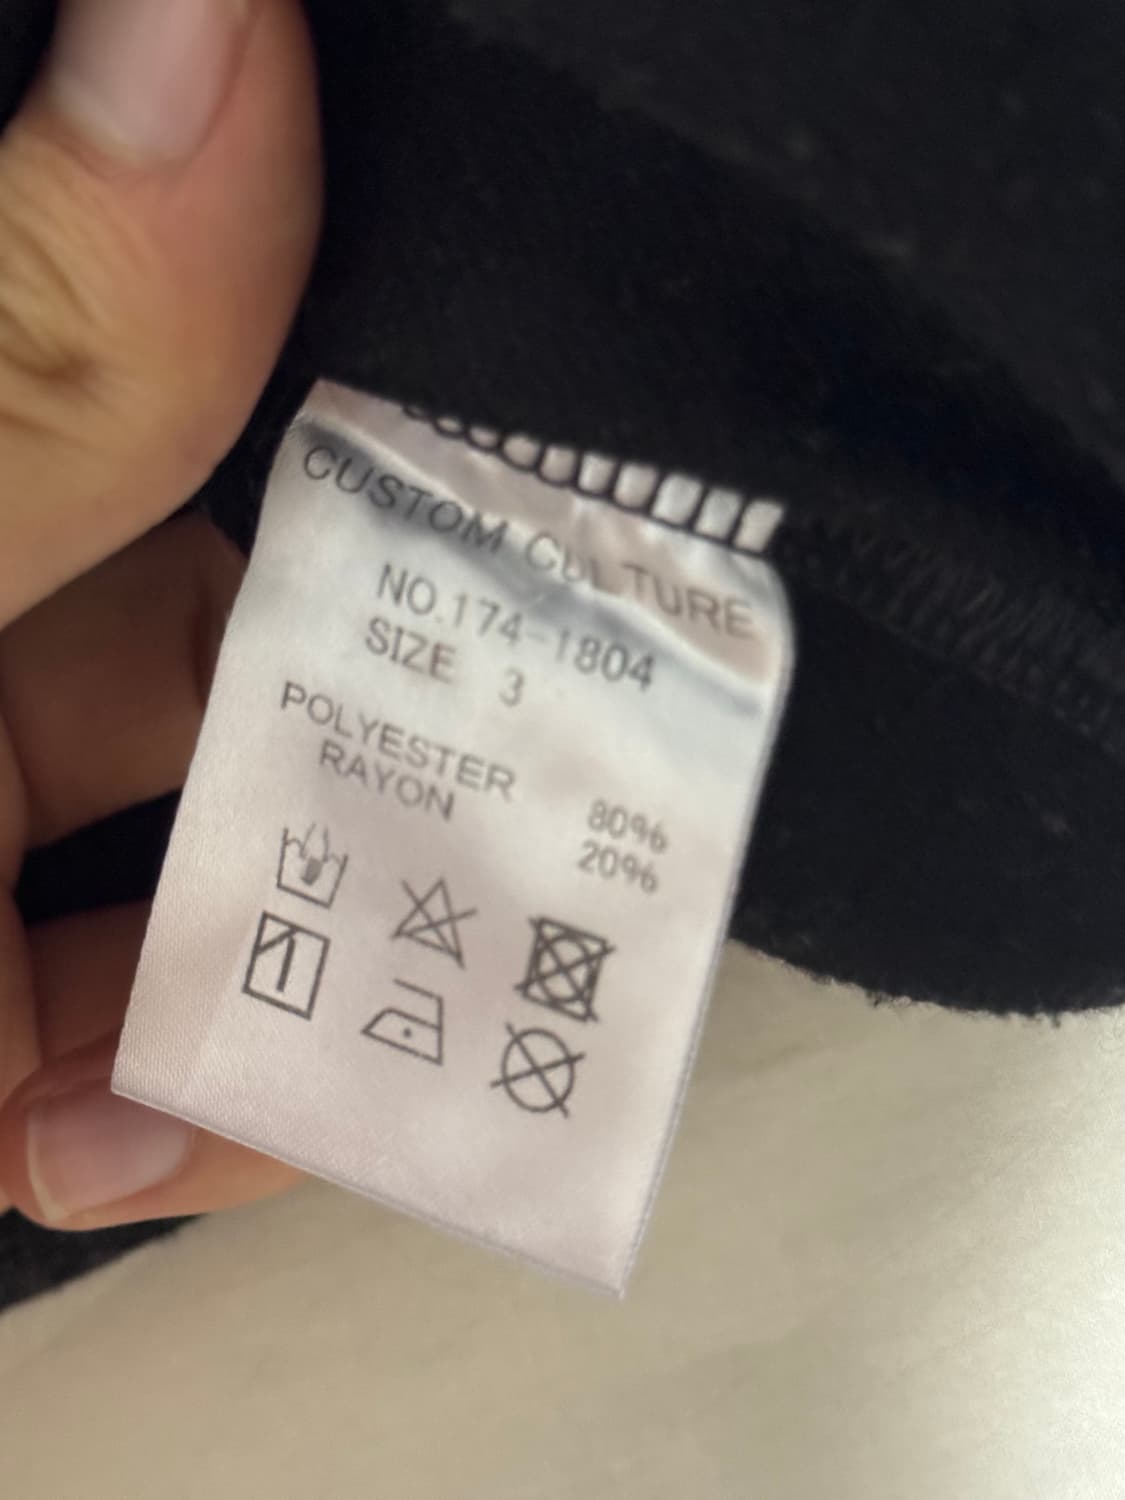 CUSTOM CULTURE
NO.174-1804
SIZE 3
POLYESTER 80%
RAYON 20%